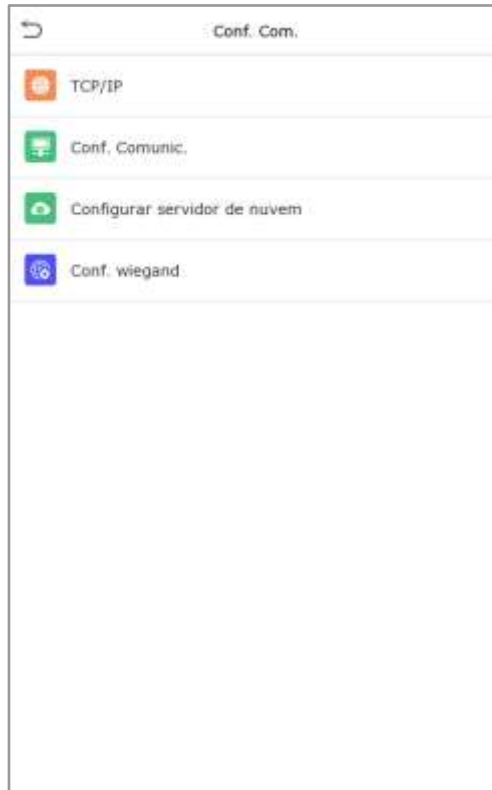 Conf. Com.
TCP/IP
Conf. Comunic.
Configurar servidor de nuvem
Conf. wiegand